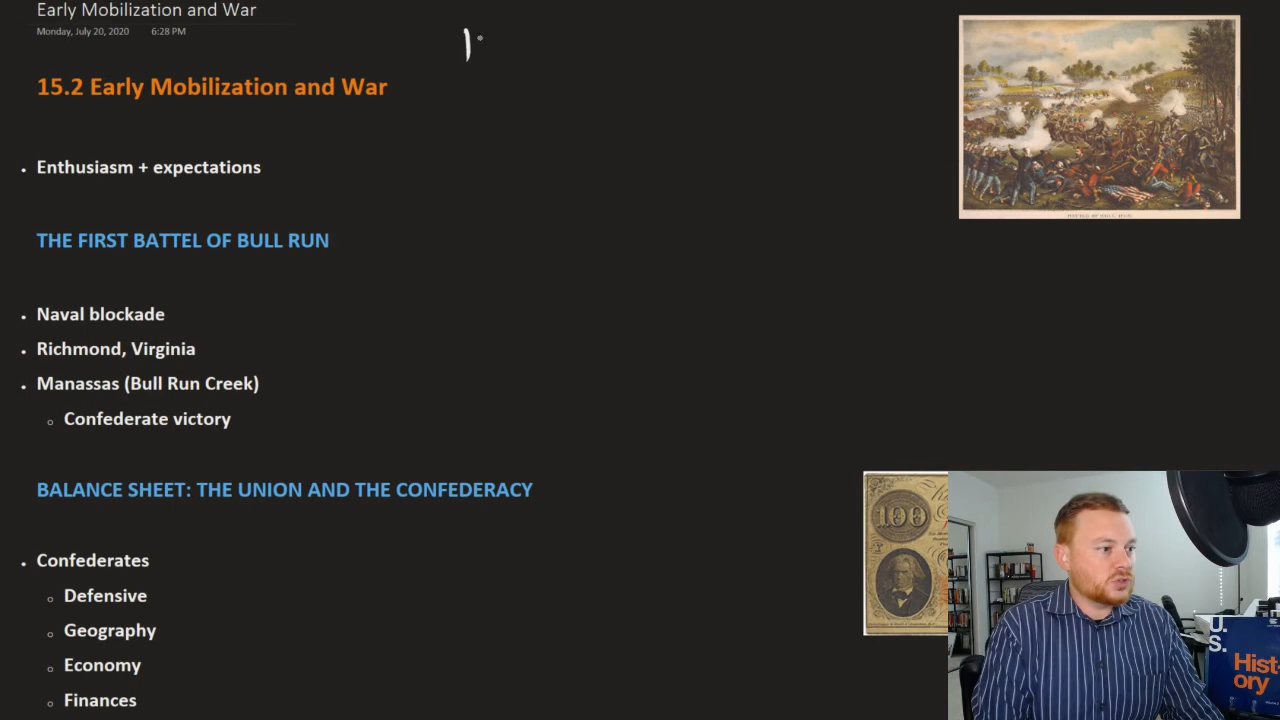 Early Mobilization and War
Monday, July 20, 2020 6:28 PM
15.2 Early Mobilization and War
• Enthusiasm + expectations
THE FIRST BATTEL OF BULL RUN
• Naval blockade
• Richmond, Virginia
• Manassas (Bull Run Creek)
○ Confederate victory
BALANCE SHEET: THE UNION AND THE CONFEDERACY
• Confederates
○ Defensive
○ Geography
○ Economy
○ Finances
100
U.
S.
Hist-
ory